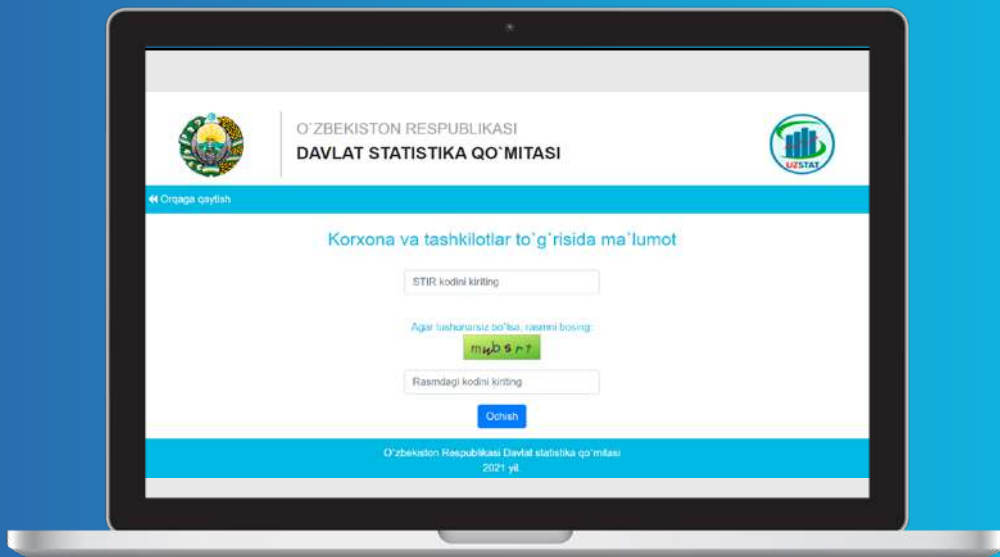 O`ZBEKISTON RESPUBLIKASI
DAVLAT STATISTIKA QO`MITASI
UZSTAT
Orqaga qaytish
Korxona va tashkilotlar to`g`risida ma`lumot
STIR kodini kiriting
Agar tushunarsiz bo`lsa, rasmni bosing:
mwbsrt
Rasmdagi kodini kiriting
Ochish
O`zbekiston Respublikasi Davlat statistika qo`mitasi
2021 yil.